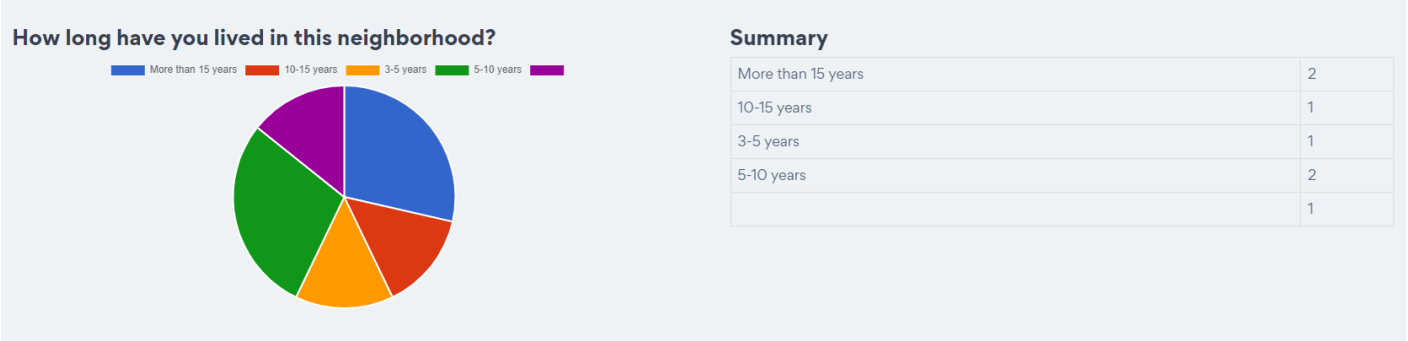 How long have you lived in this neighborhood?
More than 15 years 10-15 years 3-5 years 5-10 years
Summary
More than 15 years 2
10-15 years 1
3-5 years 1
5-10 years 2
1